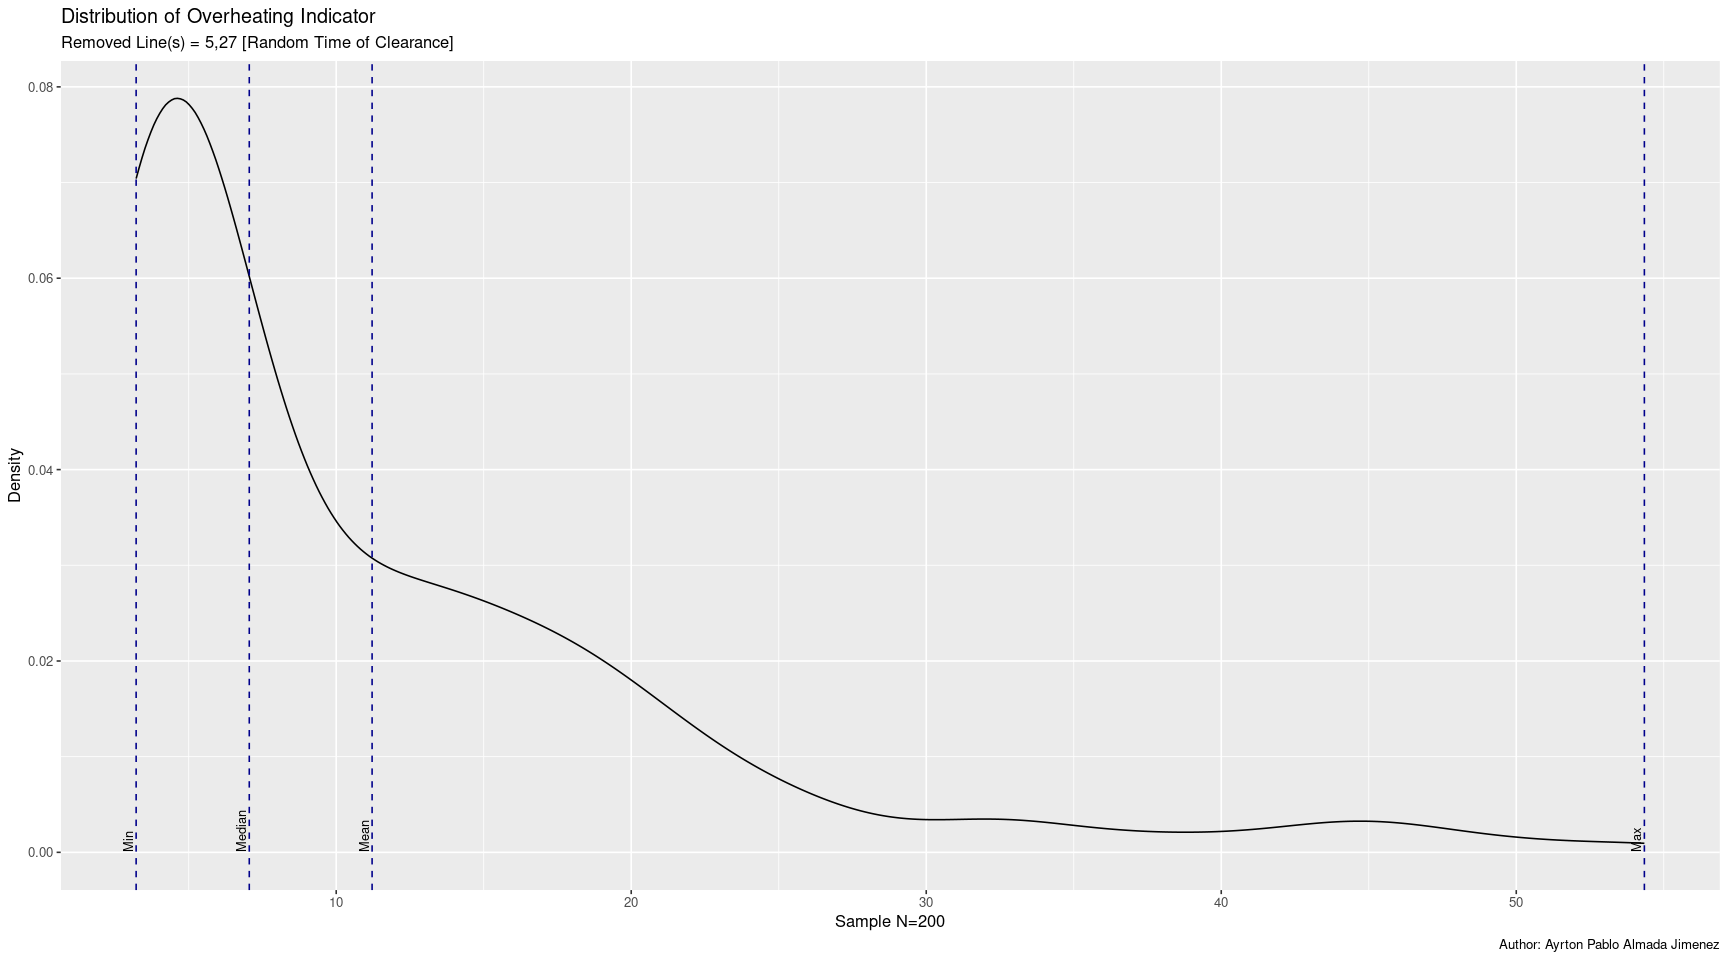 Distribution of Overheating Indicator
Removed Line(s) = 5,27 [Random Time of Clearance]
0.08
0.06
0.04
0.02
0.00
Density
Min
Median
Mean
Max
10
20
30
40
50
Sample N=200
Author: Ayrton Pablo Almada Jimenez